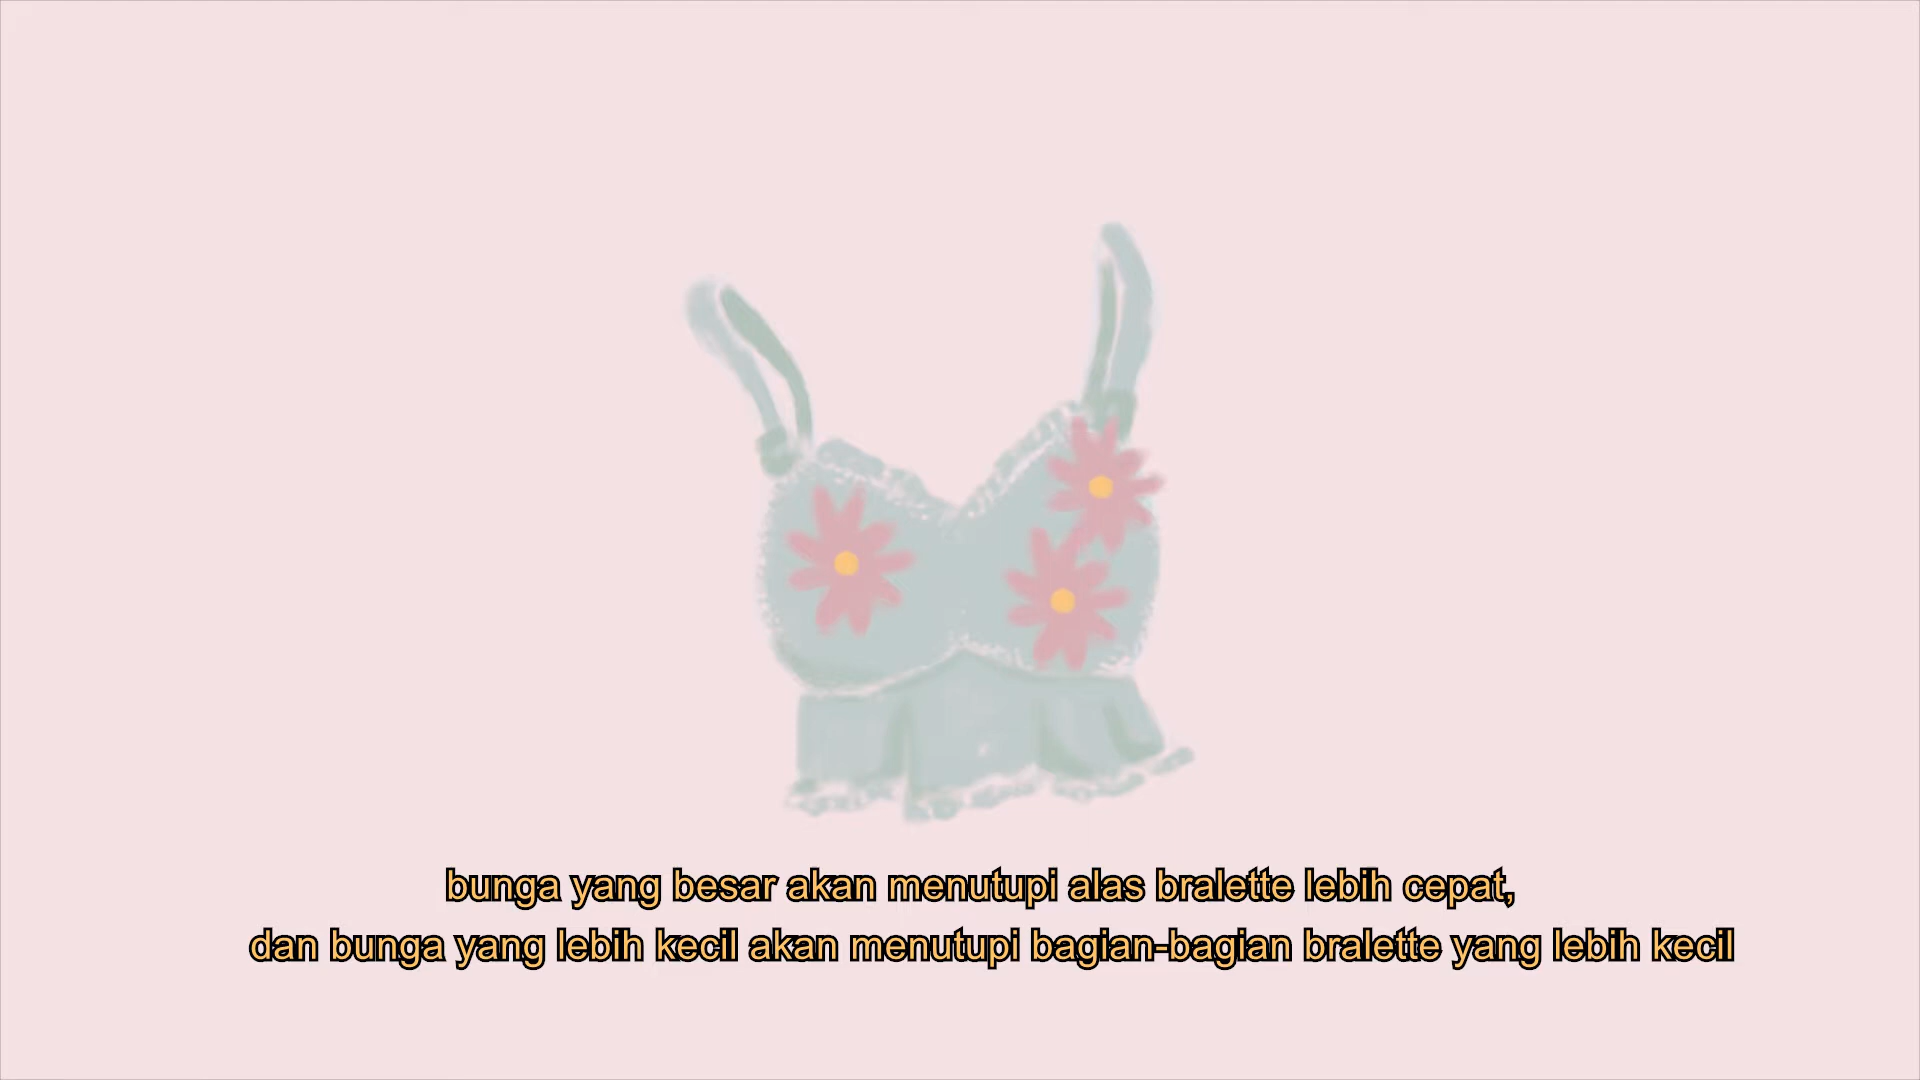 bunga yang besar akan menutupi alas bralette lebih cepat,
dan bunga yang lebih kecil akan menutupi bagian-bagian bralette yang lebih kecil